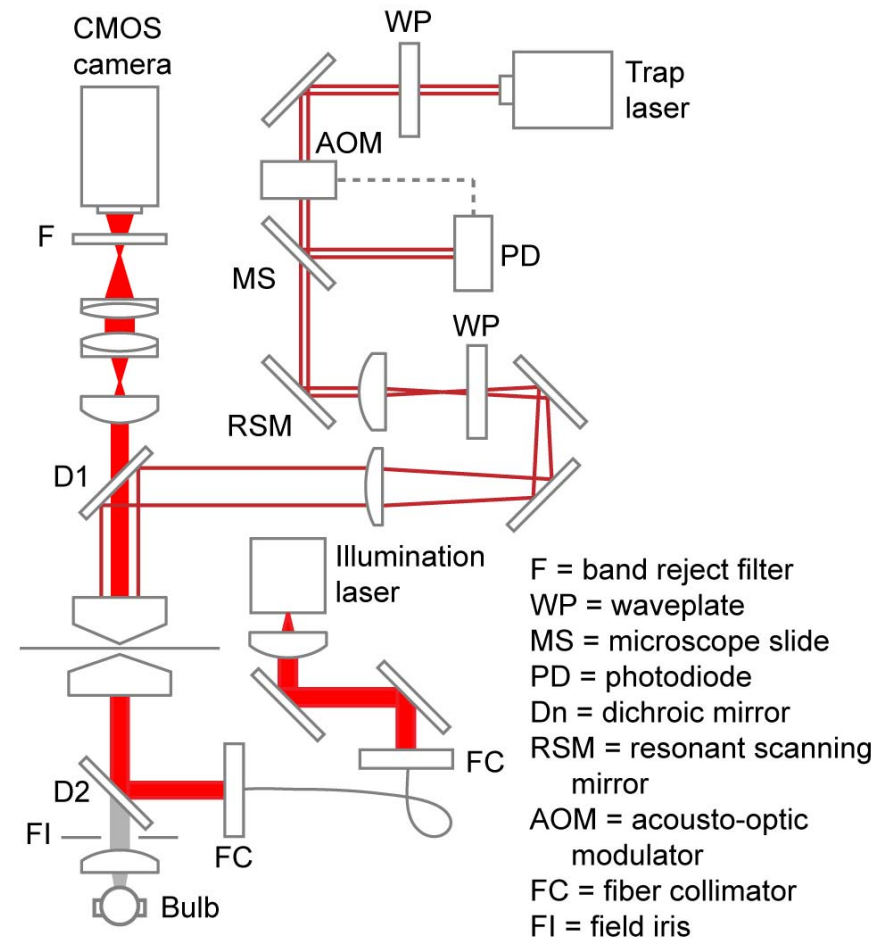 CMOS
camera
WP
Trap
laser
AOM
F
MS
PD
WP
RSM
D1
Illumination
laser
FC
D2
FI
FC
Bulb
F = band reject filter
WP = waveplate
MS = microscope slide
PD = photodiode
Dn = dichroic mirror
RSM = resonant scanning
mirror
AOM = acousto-optic
modulator
FC = fiber collimator
FI = field iris